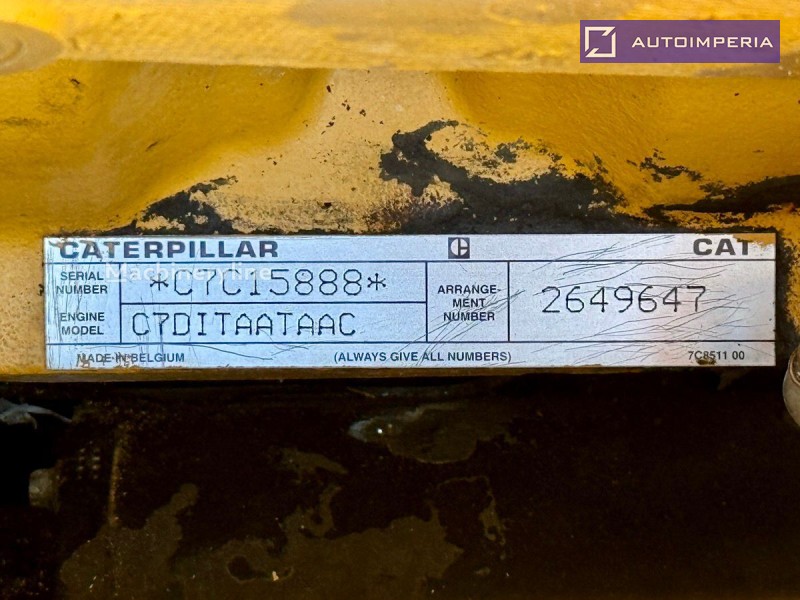 AUTOIMPERIA
CATERPILLAR CAT
Machineryline
SERIAL NUMBER *C7C15888*
ENGINE MODEL C7DITAATAAC
ARRANGE-
MENT
NUMBER 2649647
MADE IN BELGIUM (ALWAYS GIVE ALL NUMBERS) 7C8511 00